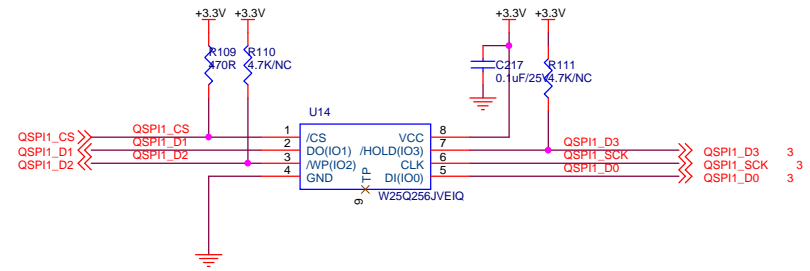 +3.3V +3.3V +3.3V +3.3V
R109 R110 C217 R111
470R 4.7K/NC 0.1uF/25V 4.7K/NC
U14
QSPI1_CS QSPI1_CS 1 /CS VCC 8
QSPI1_D1 QSPI1_D1 2 DO(IO1) /HOLD(IO3) 7 QSPI1_D3 QSPI1_D3 3
QSPI1_D2 QSPI1_D2 3 /WP(IO2) CLK 6 QSPI1_SCK QSPI1_SCK 3
4 GND DI(IO0) 5 QSPI1_D0 QSPI1_D0 3
9 TP
W25Q256JVEIQ